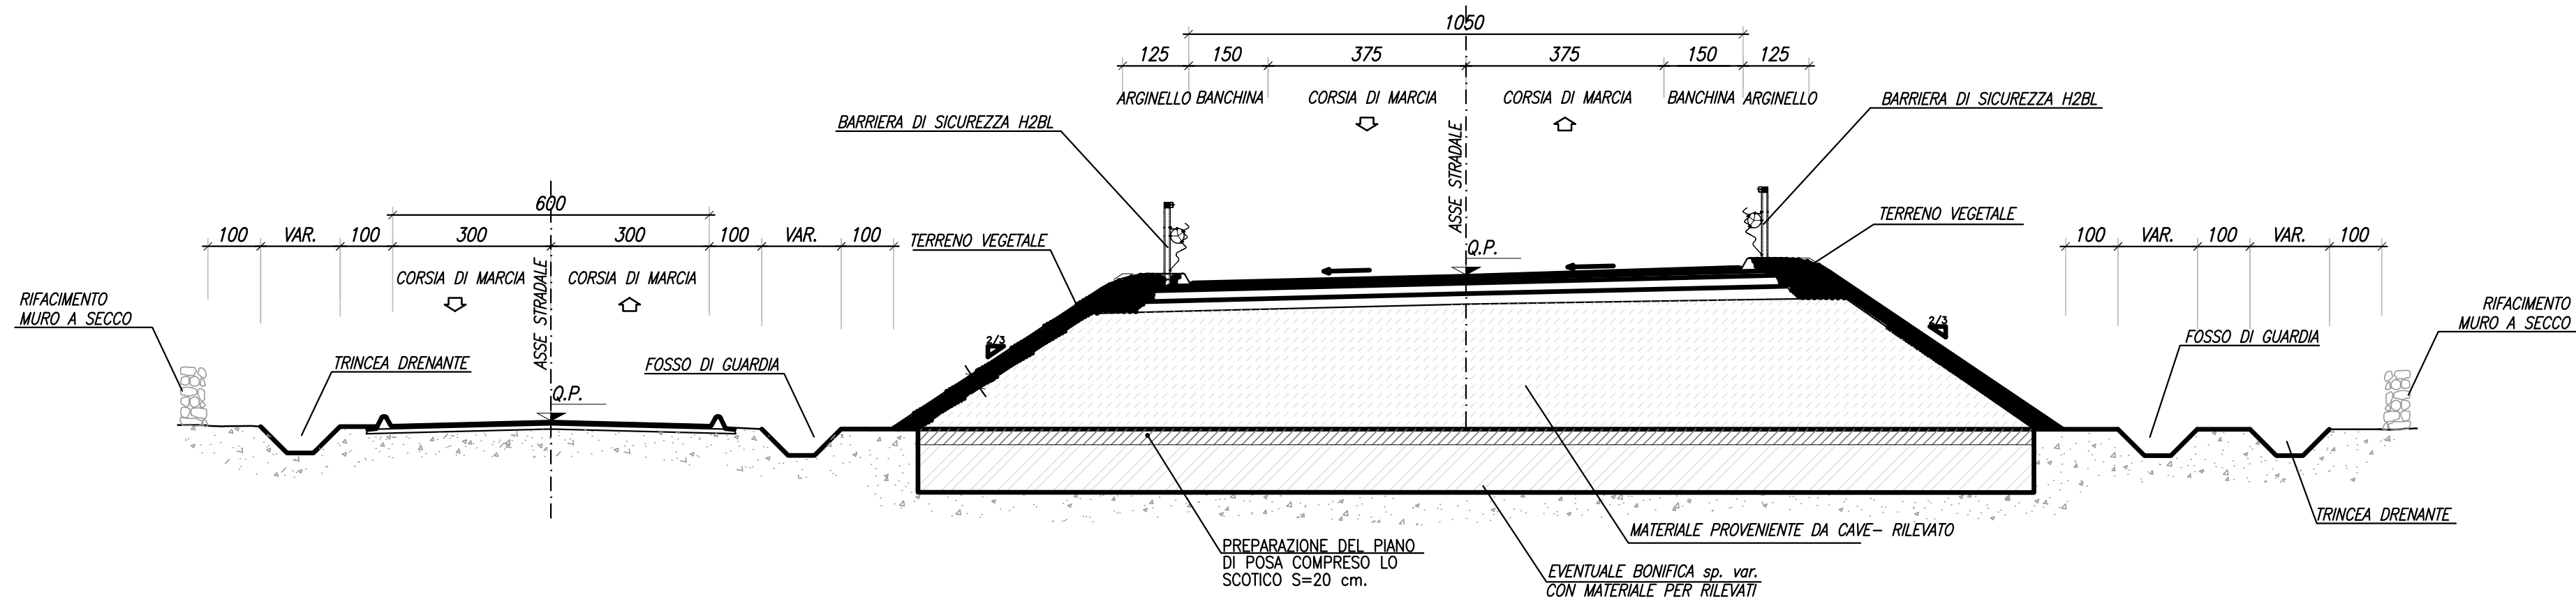 1050
125 150 375 375 150 125
ARGINELLO BANCHINA CORSIA DI MARCIA CORSIA DI MARCIA BANCHINA ARGINELLO
BARRIERA DI SICUREZZA H2BL
BARRIERA DI SICUREZZA H2BL
ASSE STRADALE
600
100 VAR. 100 300 300 100 VAR. 100
CORSIA DI MARCIA CORSIA DI MARCIA
ASSE STRADALE
TERRENO VEGETALE
Q.P.
TERRENO VEGETALE
100 VAR. 100 VAR. 100
RIFACIMENTO
MURO A SECCO
TRINCEA DRENANTE
Q.P.
FOSSO DI GUARDIA
2/3
2/3
FOSSO DI GUARDIA
RIFACIMENTO
MURO A SECCO
TRINCEA DRENANTE
PREPARAZIONE DEL PIANO
DI POSA COMPRESO LO
SCOTICO S=20 cm.
MATERIALE PROVENIENTE DA CAVE- RILEVATO
EVENTUALE BONIFICA sp. var.
CON MATERIALE PER RILEVATI